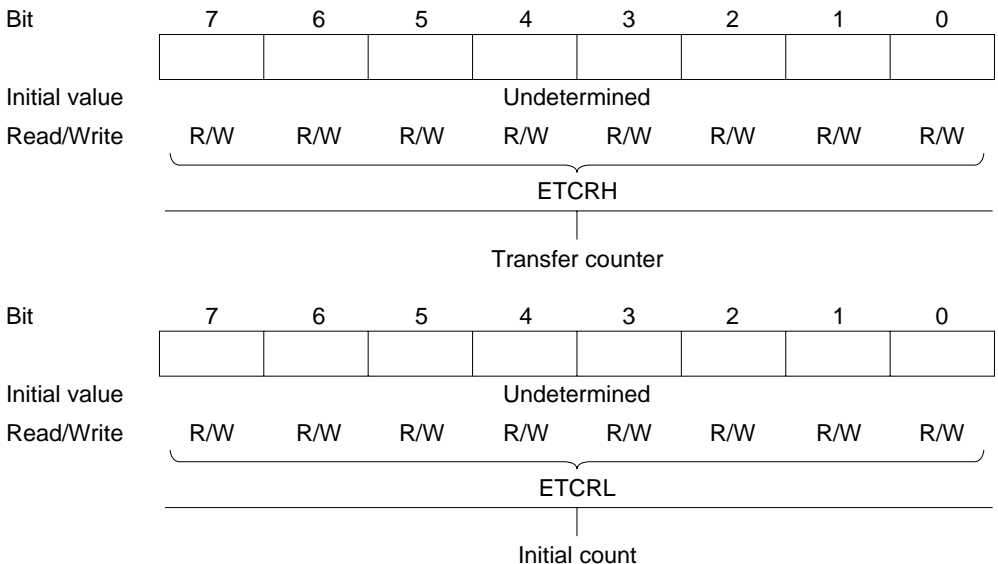 Bit 7 6 5 4 3 2 1 0
Initial value Undetermined
Read/Write R/W R/W R/W R/W R/W R/W R/W R/W
ETCRH
Transfer counter
Bit 7 6 5 4 3 2 1 0
Initial value Undetermined
Read/Write R/W R/W R/W R/W R/W R/W R/W R/W
ETCRL
Initial count